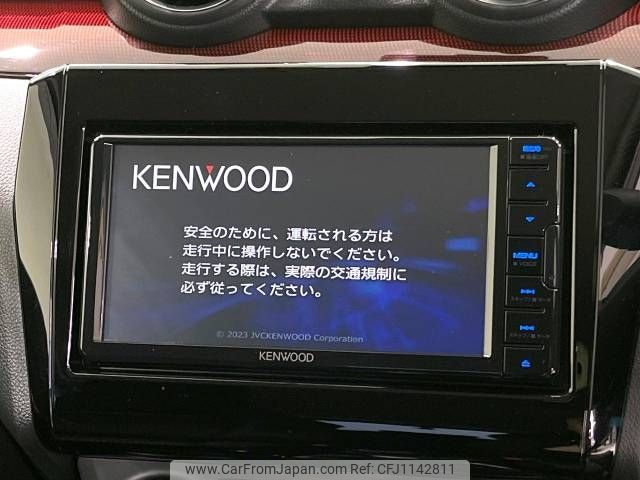 KENWOOD
安全のために、運転される方は
走行中に操作しないでください。
走行する際は、実際の交通規制に
必ず従ってください。
© 2023 JVCKENWOOD Corporation
KENWOOD
MENU
www.CarFromJapan.com REF:CFJ1142811